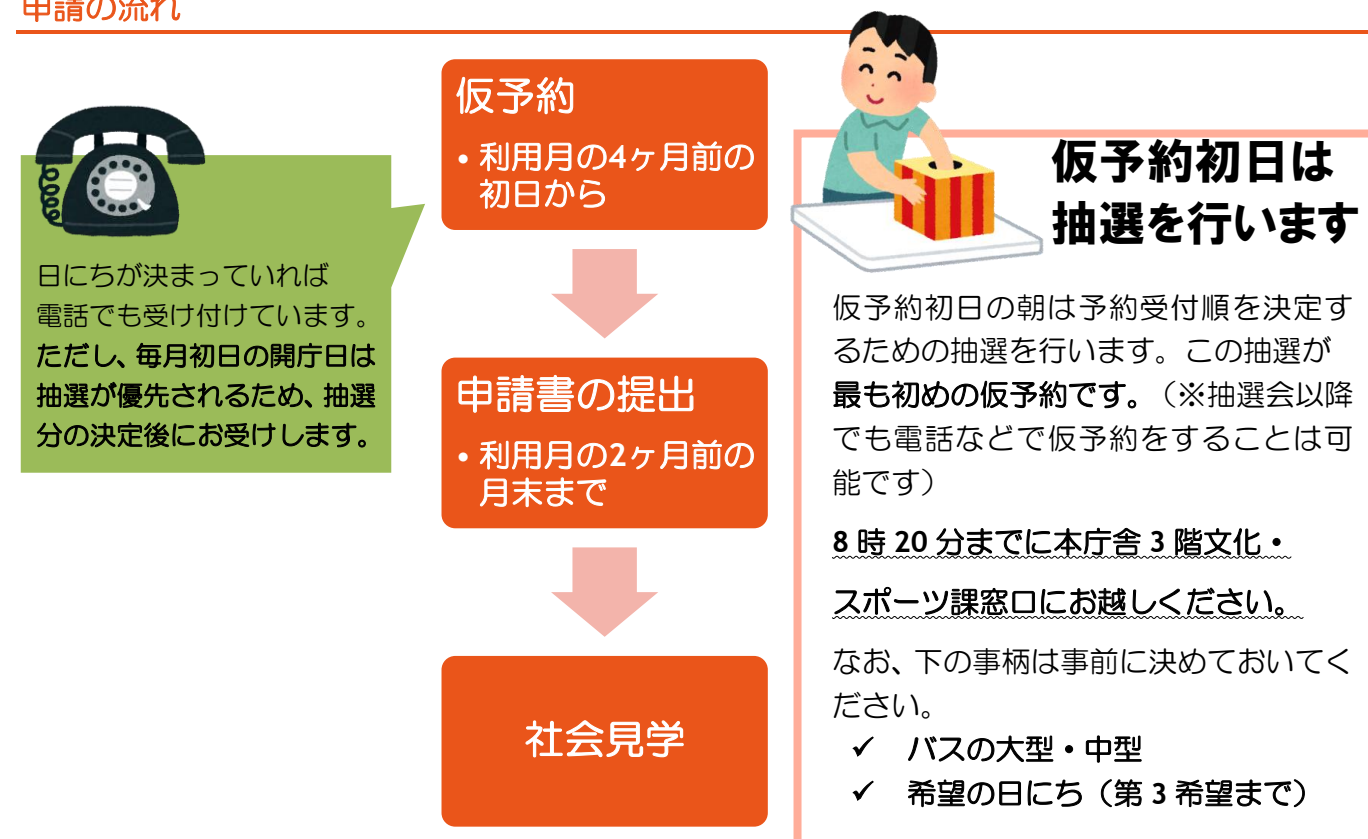 申請の流れ
日にちが決まっていれば
電話でも受け付けています。
ただし、毎月初日の開庁日は
抽選が優先されるため、抽選
分の決定後にお受けします。
仮予約
• 利用月の4ヶ月前の
初日から
申請書の提出
• 利用月の2ヶ月前の
月末まで
社会見学
仮予約初日は
抽選を行います
仮予約初日の朝は予約受付順を決定す
るための抽選を行います。この抽選が
最も初めの仮予約です。（※抽選会以降
でも電話などで仮予約をすることは可
能です）
8 時 20 分までに本庁舎 3 階文化・
スポーツ課窓口にお越しください。
なお、下の事柄は事前に決めておいてく
ださい。
✓ バスの大型・中型
✓ 希望の日にち（第 3 希望まで）